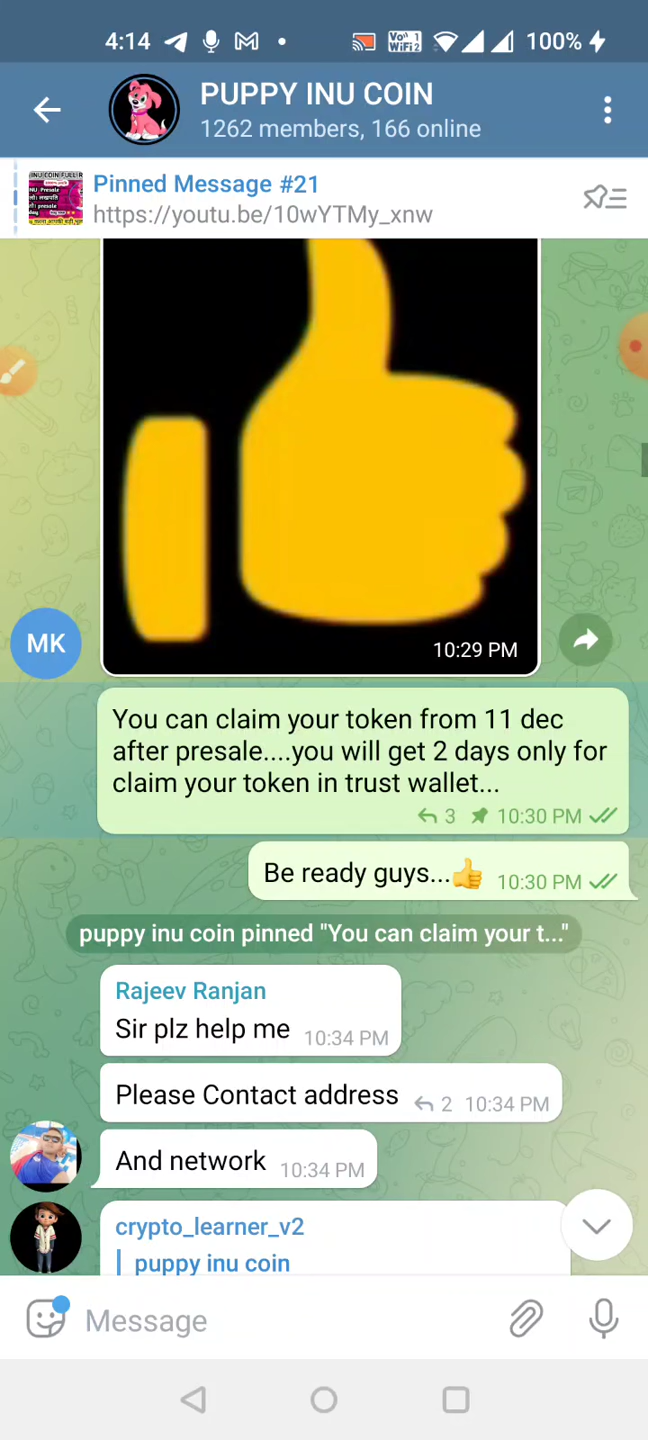 4:14
Vo 1
WiFi 2
100%
PUPPY INU COIN
1262 members, 166 online
Pinned Message #21
https://youtu.be/10wYTMy_xnw
10:29 PM
MK
You can claim your token from 11 dec
after presale....you will get 2 days only for
claim your token in trust wallet...
3 10:30 PM
Be ready guys...👍 10:30 PM
puppy inu coin pinned "You can claim your t..."
Rajeev Ranjan
Sir plz help me 10:34 PM
Please Contact address 2 10:34 PM
And network 10:34 PM
crypto_learner_v2
puppy inu coin
Message